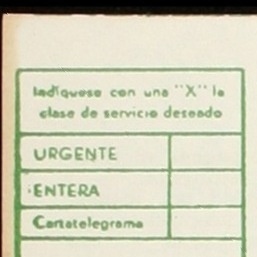 Indíquese con una "X" la
clase de servicio deseado
URGENTE
ENTERA
Cartatelegrama